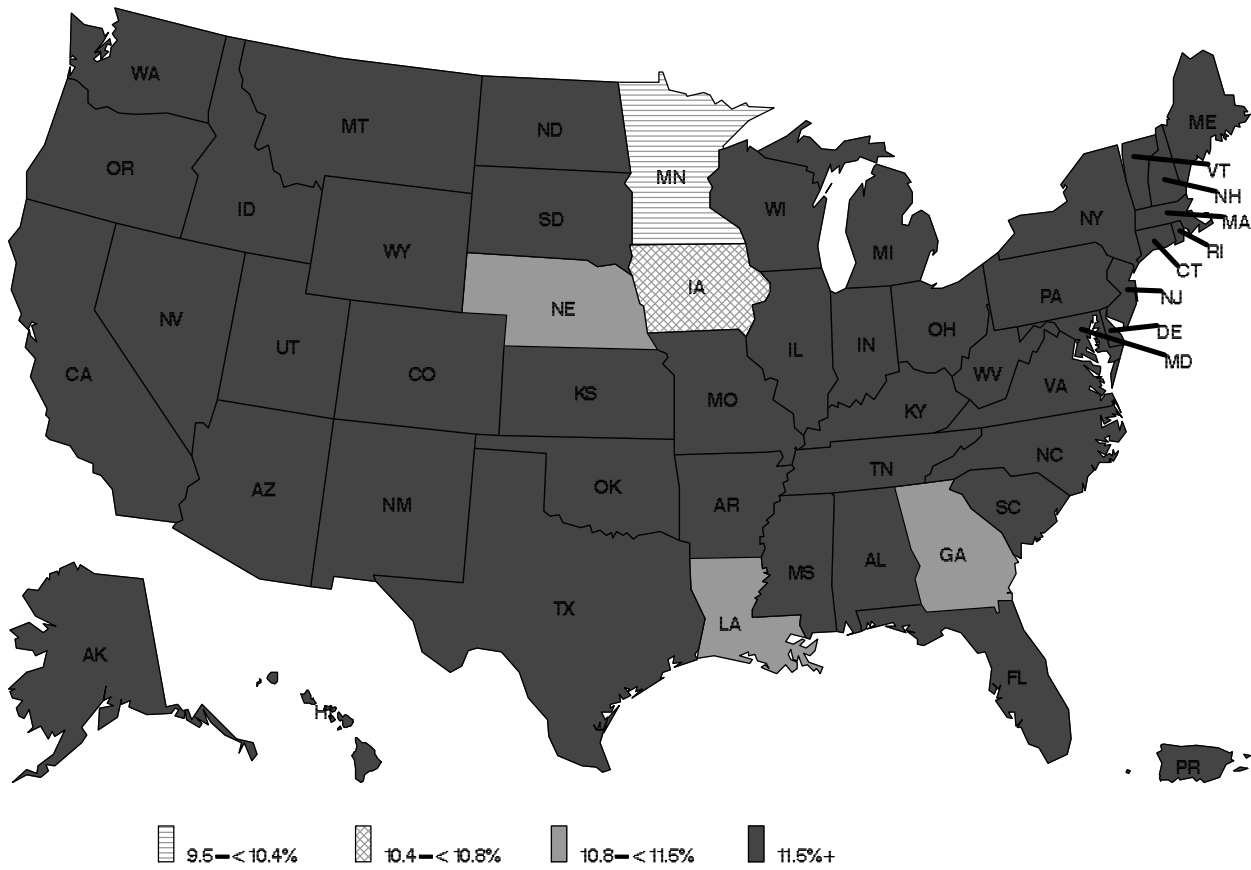 WA
MT
ND
MN
ME
OR
ID
SD
WI
VT
NH
NY
MA
WY
MI
RI
CT
IA
NE
PA
NJ
NV
UT
IL
IN
OH
DE
MD
CA
CO
WV
VA
KS
MO
KY
NC
TN
AZ
NM
OK
AR
SC
MS
AL
GA
TX
LA
AK
FL
HI
PR
9.5–<10.4% 10.4–<10.8% 10.8–<11.5% 11.5%+